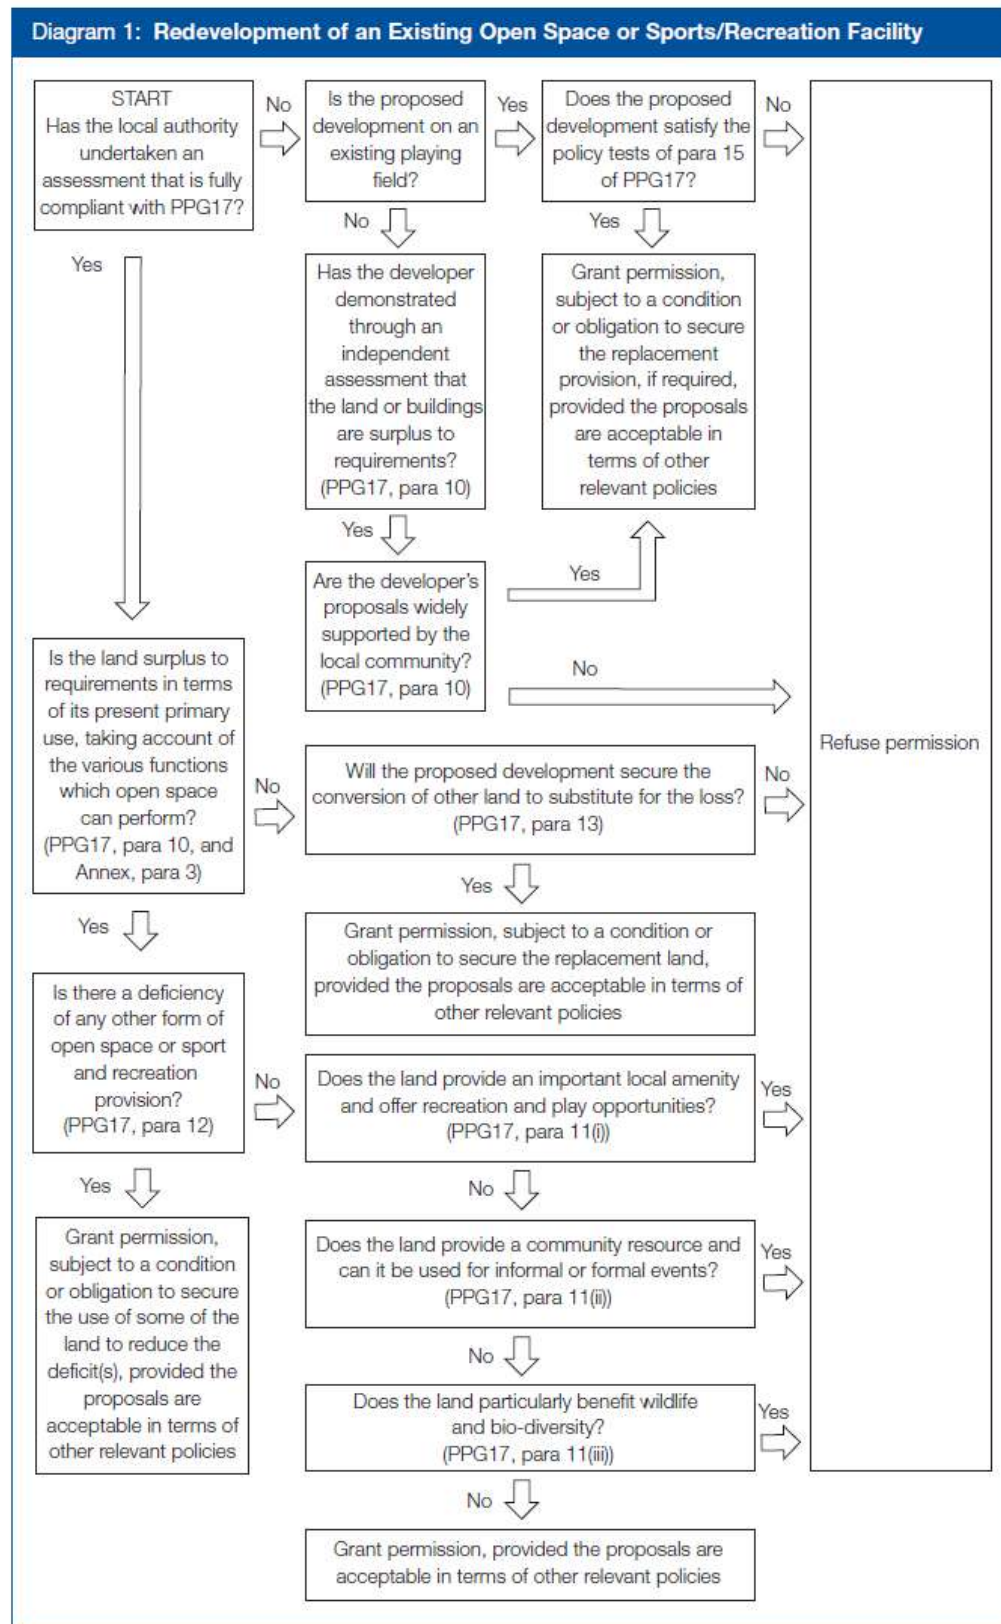 Diagram 1: Redevelopment of an Existing Open Space or Sports/Recreation Facility
START
Has the local authority
undertaken an
assessment that is fully
compliant with PPG17?
No
Is the proposed
development on an
existing playing
field?
Yes
Does the proposed
development satisfy the
policy tests of para 15
of PPG17?
No
Yes
No
Yes
Has the developer
demonstrated
through an
independent
assessment that
the land or buildings
are surplus to
requirements?
(PPG17, para 10)
Grant permission,
subject to a condition
or obligation to secure
the replacement
provision, if required,
provided the proposals
are acceptable in
terms of other
relevant policies
Yes
Are the developer's
proposals widely
supported by the
local community?
(PPG17, para 10)
Yes
No
Refuse permission
Is the land surplus to
requirements in terms
of its present primary
use, taking account of
the various functions
which open space
can perform?
(PPG17, para 10, and
Annex, para 3)
No
Will the proposed development secure the
conversion of other land to substitute for the loss?
(PPG17, para 13)
No
Yes
Grant permission, subject to a condition or
obligation to secure the replacement land,
provided the proposals are acceptable in terms of
other relevant policies
Yes
Is there a deficiency
of any other form of
open space or sport
and recreation
provision?
(PPG17, para 12)
No
Does the land provide an important local amenity
and offer recreation and play opportunities?
(PPG17, para 11(i))
Yes
Yes
Grant permission,
subject to a condition
or obligation to secure
the use of some of the
land to reduce the
deficit(s), provided the
proposals are
acceptable in terms of
other relevant policies
No
Does the land provide a community resource and
can it be used for informal or formal events?
(PPG17, para 11(ii))
Yes
No
Does the land particularly benefit wildlife
and bio-diversity?
(PPG17, para 11(iii))
Yes
No
Grant permission, provided the proposals are
acceptable in terms of other relevant policies